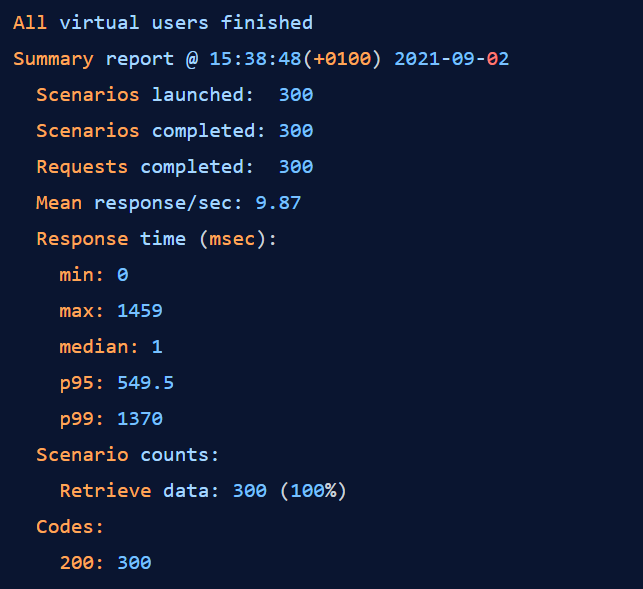 All virtual users finished
Summary report @ 15:38:48(+0100) 2021-09-02
Scenarios launched:  300
Scenarios completed: 300
Requests completed:  300
Mean response/sec: 9.87
Response time (msec):
min: 0
max: 1459
median: 1
p95: 549.5
p99: 1370
Scenario counts:
Retrieve data: 300 (100%)
Codes:
200: 300